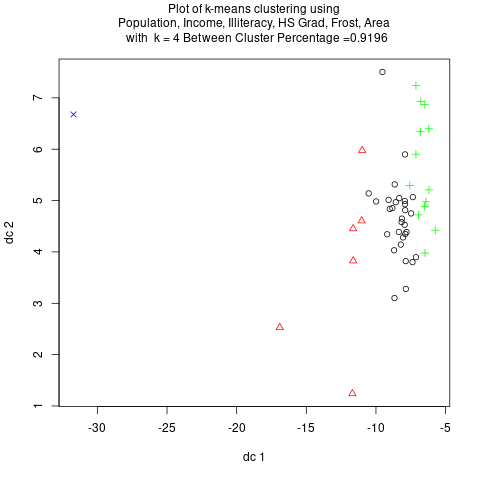 Plot of k-means clustering using
Population, Income, Illiteracy, HS Grad, Frost, Area
with  k = 4 Between Cluster Percentage =0.9196
7
6
5
4
3
2
1
dc 2
-30
-25
-20
-15
-10
-5
dc 1